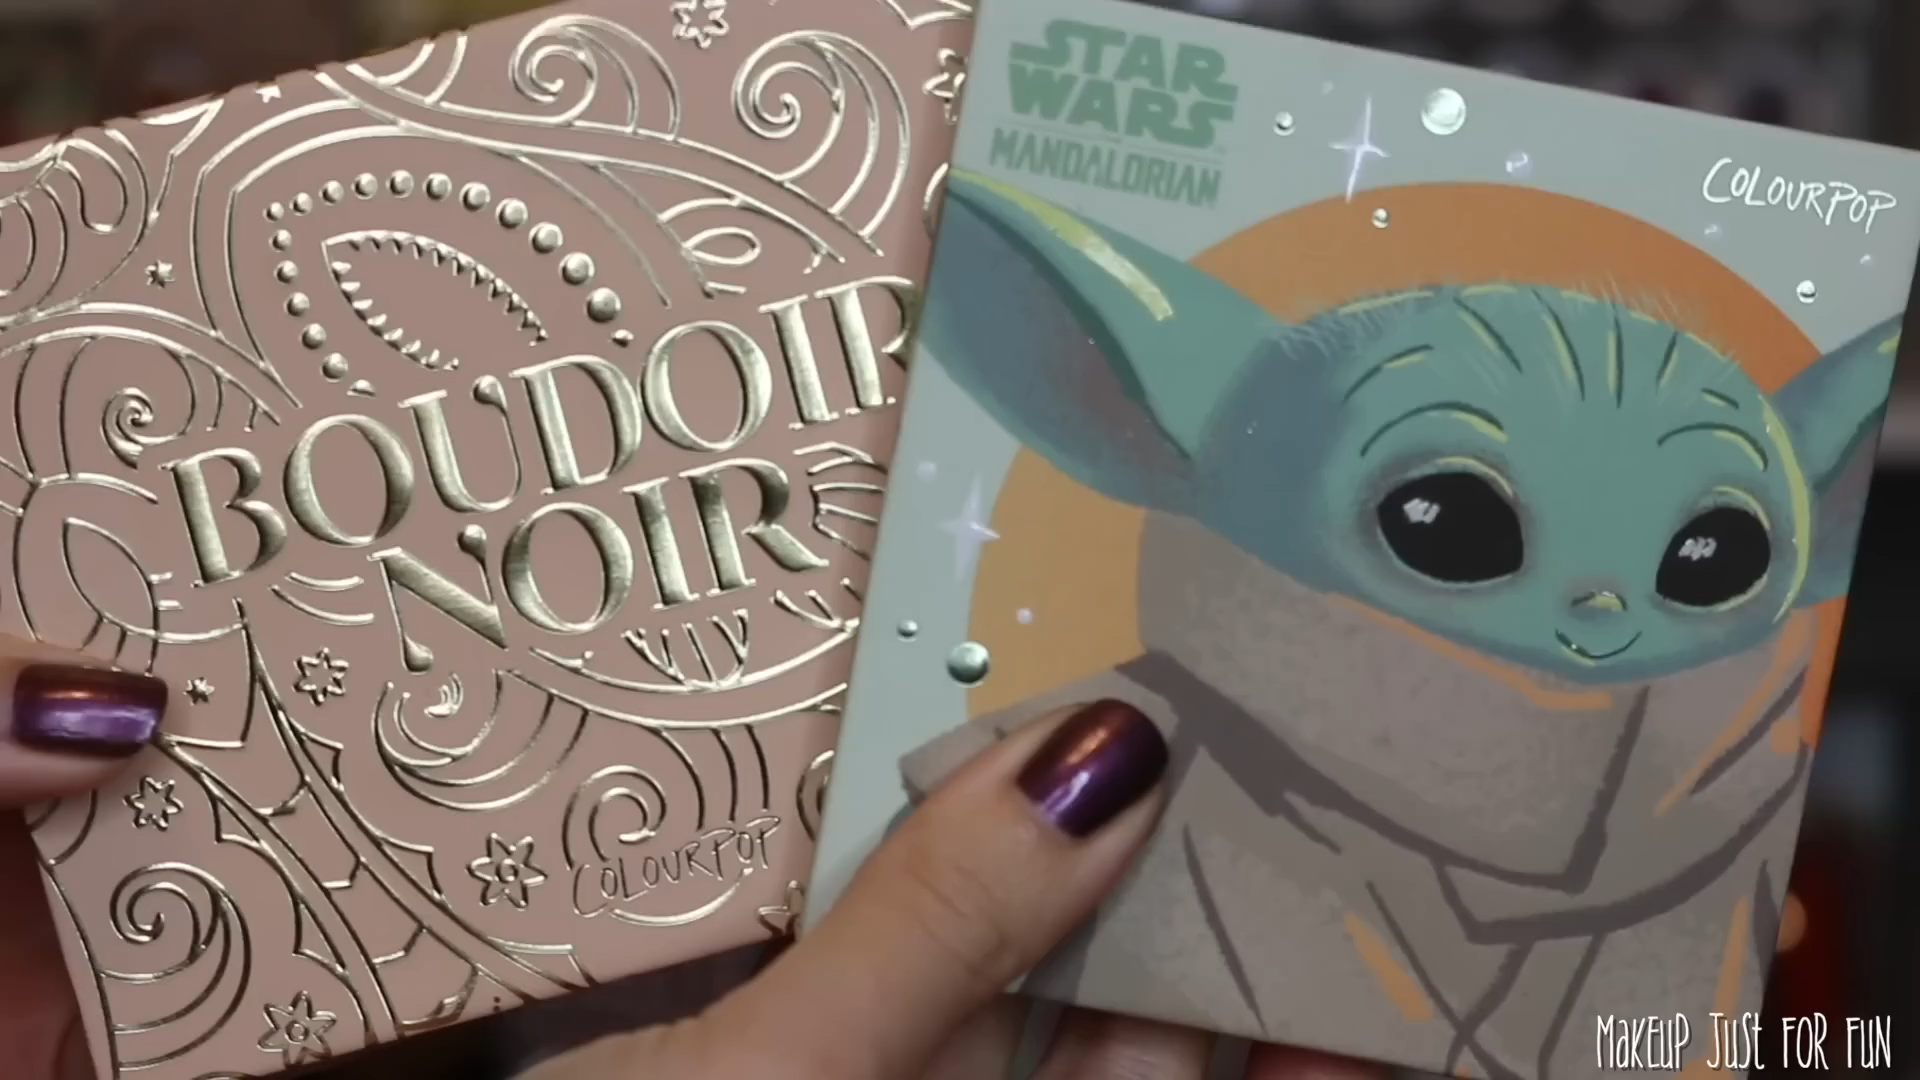 BOUDOIR
NOIR
COLOURPOP
STAR
WARS
MANDALORIAN
COLOURPOP
MAKEUP JUST FOR FUN